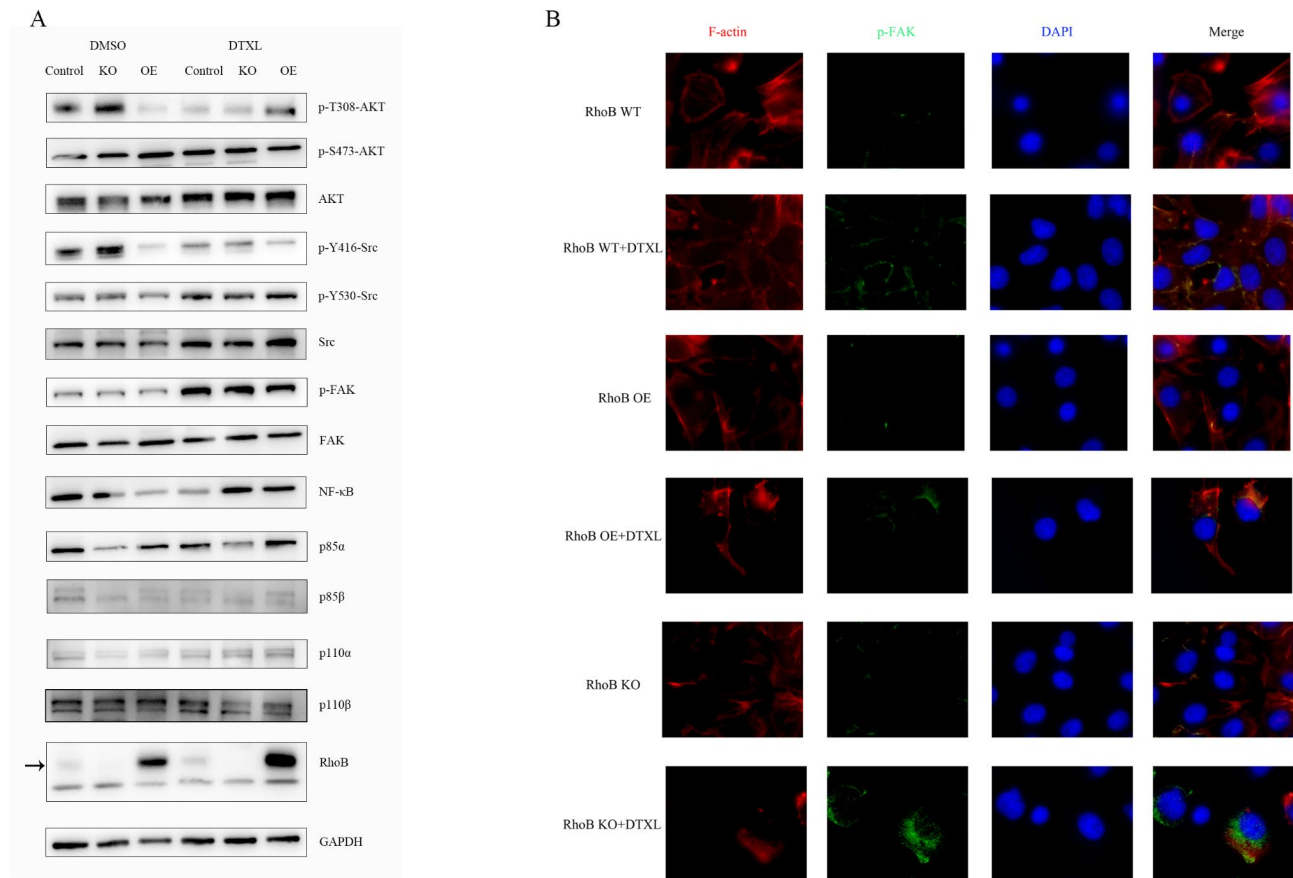 A
DMSO DTXL
Control KO OE Control KO OE
p-T308-AKT
p-S473-AKT
AKT
p-Y416-Src
p-Y530-Src
Src
p-FAK
FAK
NF-κB
p85α
p85β
p110α
p110β
→ RhoB
GAPDH
B
F-actin p-FAK DAPI Merge
RhoB WT
RhoB WT+DTXL
RhoB OE
RhoB OE+DTXL
RhoB KO
RhoB KO+DTXL